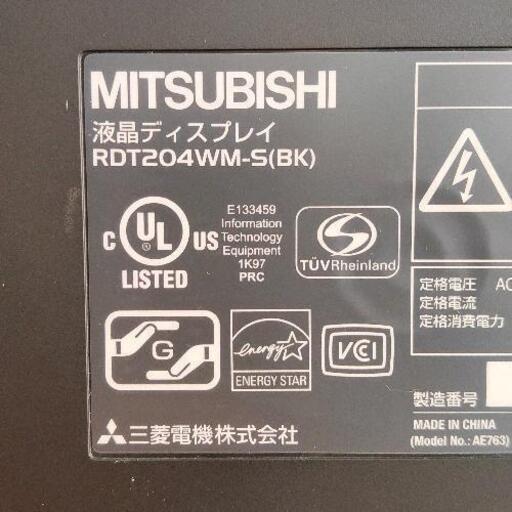 MITSUBISHI
液晶ディスプレイ
RDT204WM-S(BK)
C UL US
LISTED
E133459
Information
Technology
Equipment
1K97
PRC
TÜVRheinland
G
energy
ENERGY STAR
VCI
定格電圧 AC
定格電流
定格消費電力
製造番号
三菱電機株式会社
MADE IN CHINA
(Model No.: AE763)